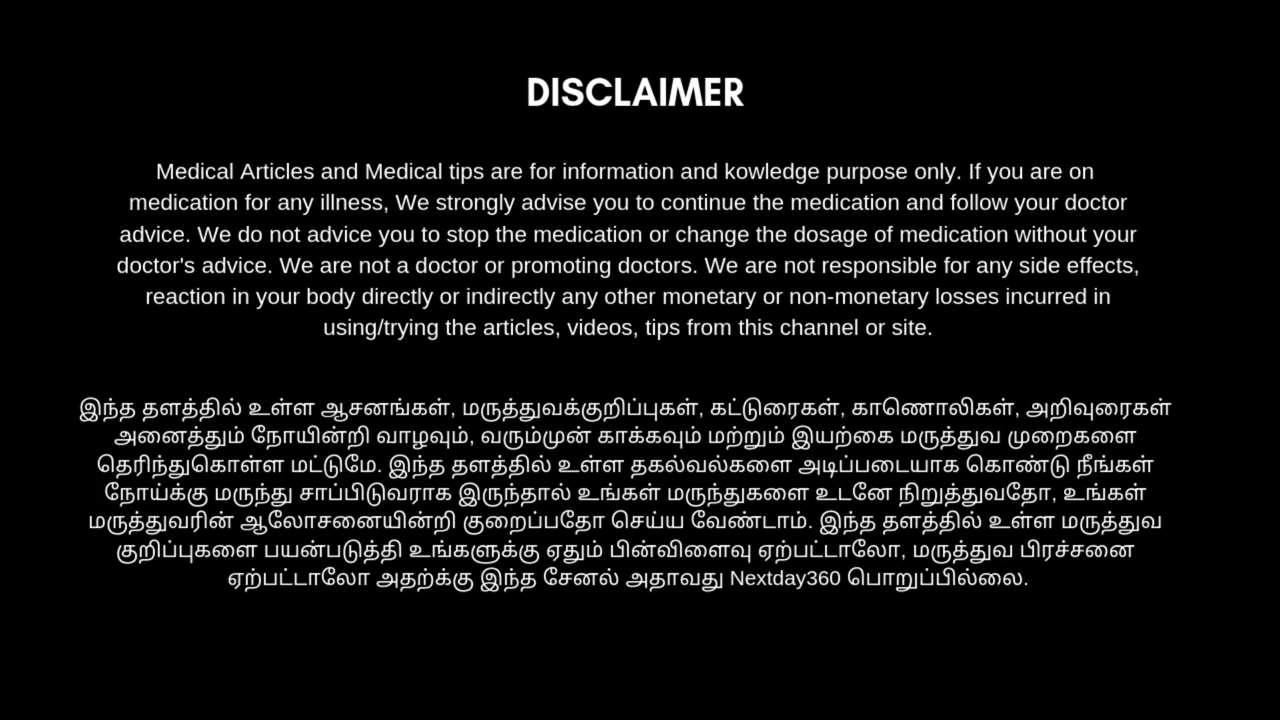 DISCLAIMER
Medical Articles and Medical tips are for information and kowledge purpose only. If you are on
medication for any illness, We strongly advise you to continue the medication and follow your doctor
advice. We do not advice you to stop the medication or change the dosage of medication without your
doctor's advice. We are not a doctor or promoting doctors. We are not responsible for any side effects,
reaction in your body directly or indirectly any other monetary or non-monetary losses incurred in
using/trying the articles, videos, tips from this channel or site.
இந்த தளத்தில் உள்ள ஆசனங்கள், மருத்துவக்குறிப்புகள், கட்டுரைகள், காணொலிகள், அறிவுரைகள்
அனைத்தும் நோயின்றி வாழவும், வரும்முன் காக்கவும் மற்றும் இயற்கை மருத்துவ முறைகளை
தெரிந்துகொள்ள மட்டுமே. இந்த தளத்தில் உள்ள தகல்வல்களை அடிப்படையாக கொண்டு நீங்கள்
நோய்க்கு மருந்து சாப்பிடுவராக இருந்தால் உங்கள் மருந்துகளை உடனே நிறுத்துவதோ, உங்கள்
மருத்துவரின் ஆலோசனையின்றி குறைப்பதோ செய்ய வேண்டாம். இந்த தளத்தில் உள்ள மருத்துவ
குறிப்புகளை பயன்படுத்தி உங்களுக்கு ஏதும் பின்விளைவு ஏற்பட்டாலோ, மருத்துவ பிரச்சனை
ஏற்பட்டாலோ அதற்க்கு இந்த சேனல் அதாவது Nextday360 பொறுப்பில்லை.